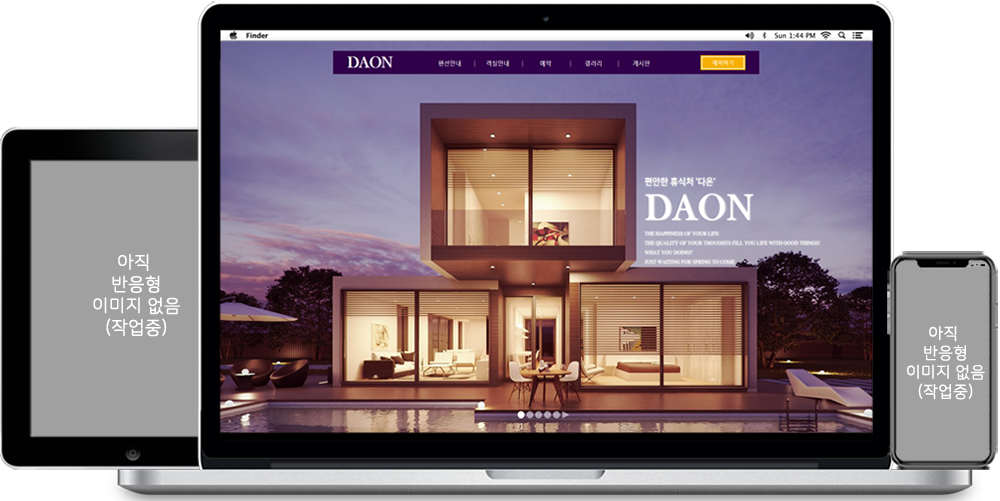 Finder
Sun 1:44 PM
DAON
팬션안내 | 객실안내 | 예약 | 갤러리 | 게시판
예약하기
편안한 휴식처 '다온'
DAON
THE HAPPINESS OF YOUR LIFE
THE QUALITY OF YOUR THOUGHTS FILL YOU LIFE WITH GOOD THINGS!
WHAT YOU DOING?
JUST WAITING FOR SPRING TO COME
아직
반응형
이미지 없음
(작업중)
아직
반응형
이미지 없음
(작업중)